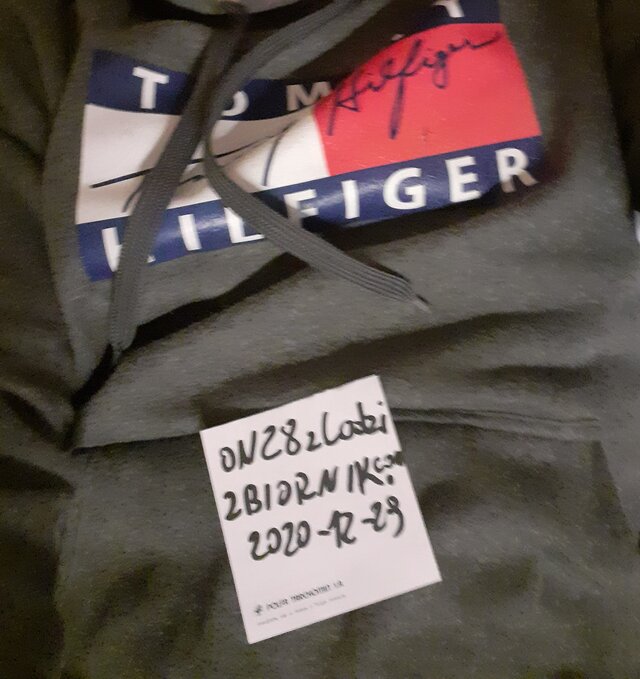 TOMMY
Hilfiger
HILFIGER
ON28zLodzi
ZBIORNIK.com
2020-12-29